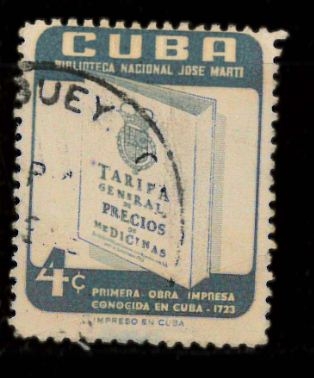 CUBA
BIBLIOTECA NACIONAL JOSE MARTI
GUEY
TARIFA
GENERAL
DE
PRECIOS
DE
MEDICINAS
4¢
PRIMERA OBRA IMPRESA
CONOCIDA EN CUBA - 1723
IMPRESO EN CUBA